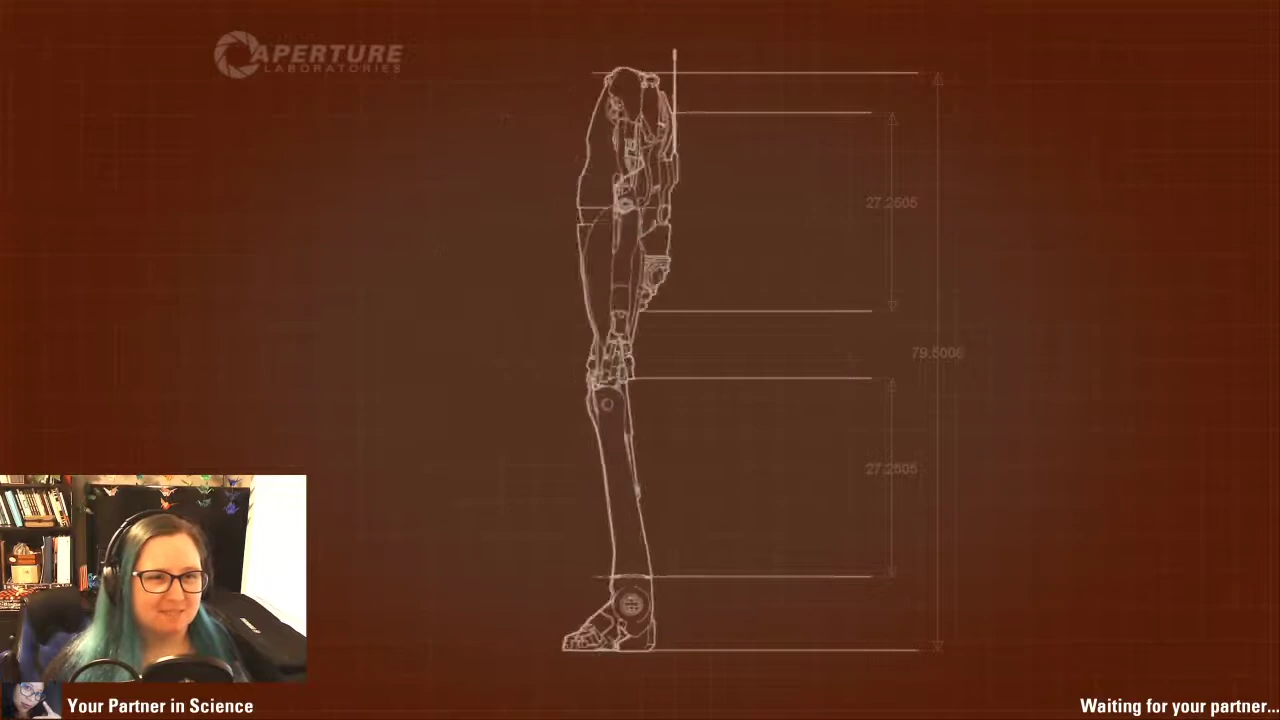 APERTURE
LABORATORIES
27.2505
79.5006
27.2505
Your Partner in Science
Waiting for your partner...